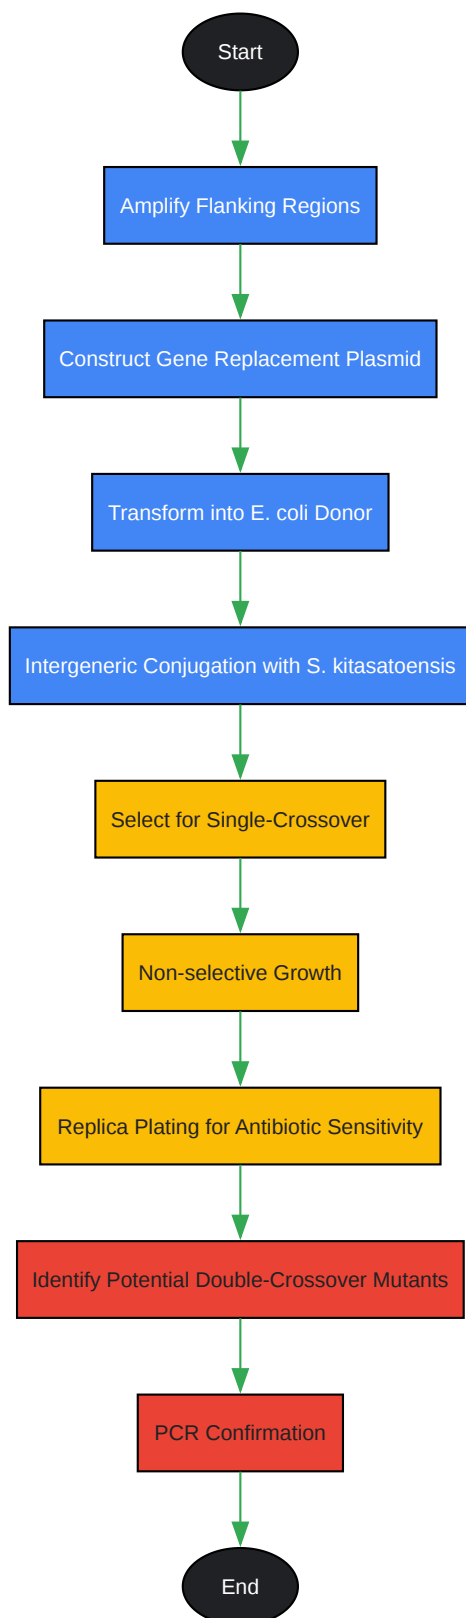 Start
Amplify Flanking Regions
Construct Gene Replacement Plasmid
Transform into E. coli Donor
Intergeneric Conjugation with S. kitasatoensis
Select for Single-Crossover
Non-selective Growth
Replica Plating for Antibiotic Sensitivity
Identify Potential Double-Crossover Mutants
PCR Confirmation
End